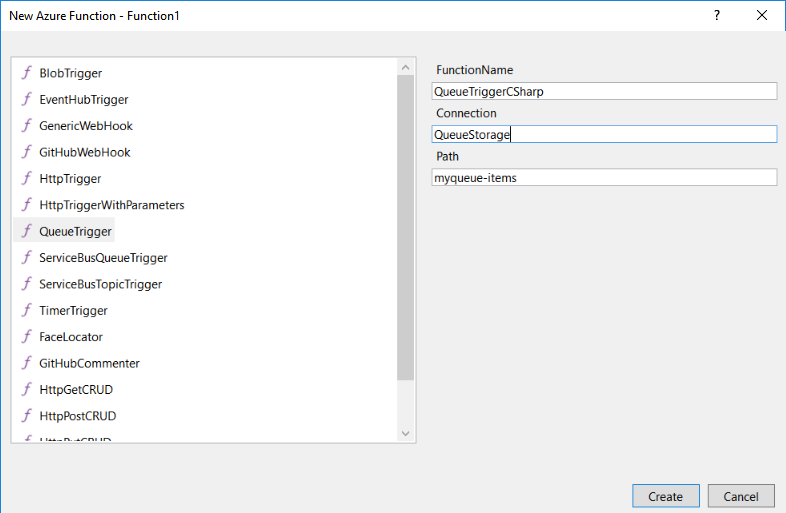 New Azure Function - Function1
?
BlobTrigger
EventHubTrigger
GenericWebHook
GitHubWebHook
HttpTrigger
HttpTriggerWithParameters
QueueTrigger
ServiceBusQueueTrigger
ServiceBusTopicTrigger
TimerTrigger
FaceLocator
GitHubCommenter
HttpGetCRUD
HttpPostCRUD
FunctionName
QueueTriggerCSharp
Connection
QueueStorage
Path
myqueue-items
Create
Cancel